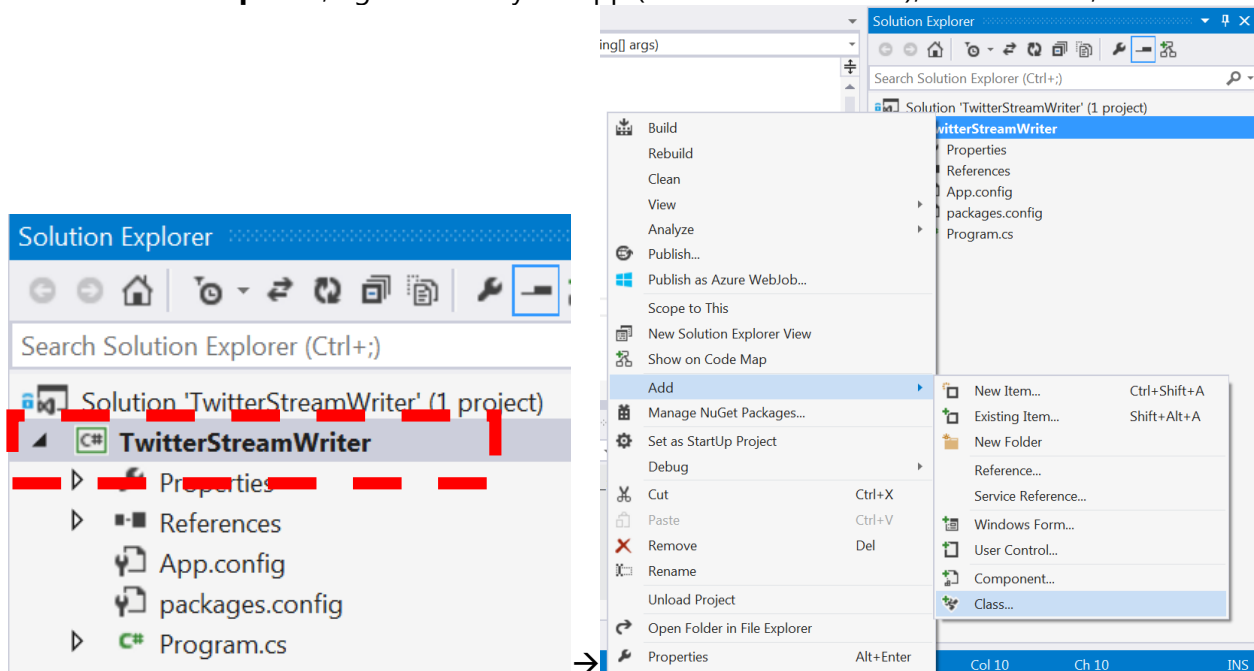 Solution Explorer
Search Solution Explorer (Ctrl+;)
Solution 'TwitterStreamWriter' (1 project)
C# TwitterStreamWriter
Properties
References
App.config
packages.config
C# Program.cs
→
ing[] args)
Solution Explorer
Search Solution Explorer (Ctrl+;)
Solution 'TwitterStreamWriter' (1 project)
witterStreamWriter
Properties
References
App.config
packages.config
Program.cs
Build
Rebuild
Clean
View
Analyze
Publish...
Publish as Azure WebJob...
Scope to This
New Solution Explorer View
Show on Code Map
Add
Manage NuGet Packages...
Set as StartUp Project
Debug
Cut Ctrl+X
Paste Ctrl+V
Remove Del
Rename
Unload Project
Open Folder in File Explorer
Properties Alt+Enter
New Item... Ctrl+Shift+A
Existing Item... Shift+Alt+A
New Folder
Reference...
Service Reference...
Windows Form...
User Control...
Component...
Class...
Col 10 Ch 10 INS